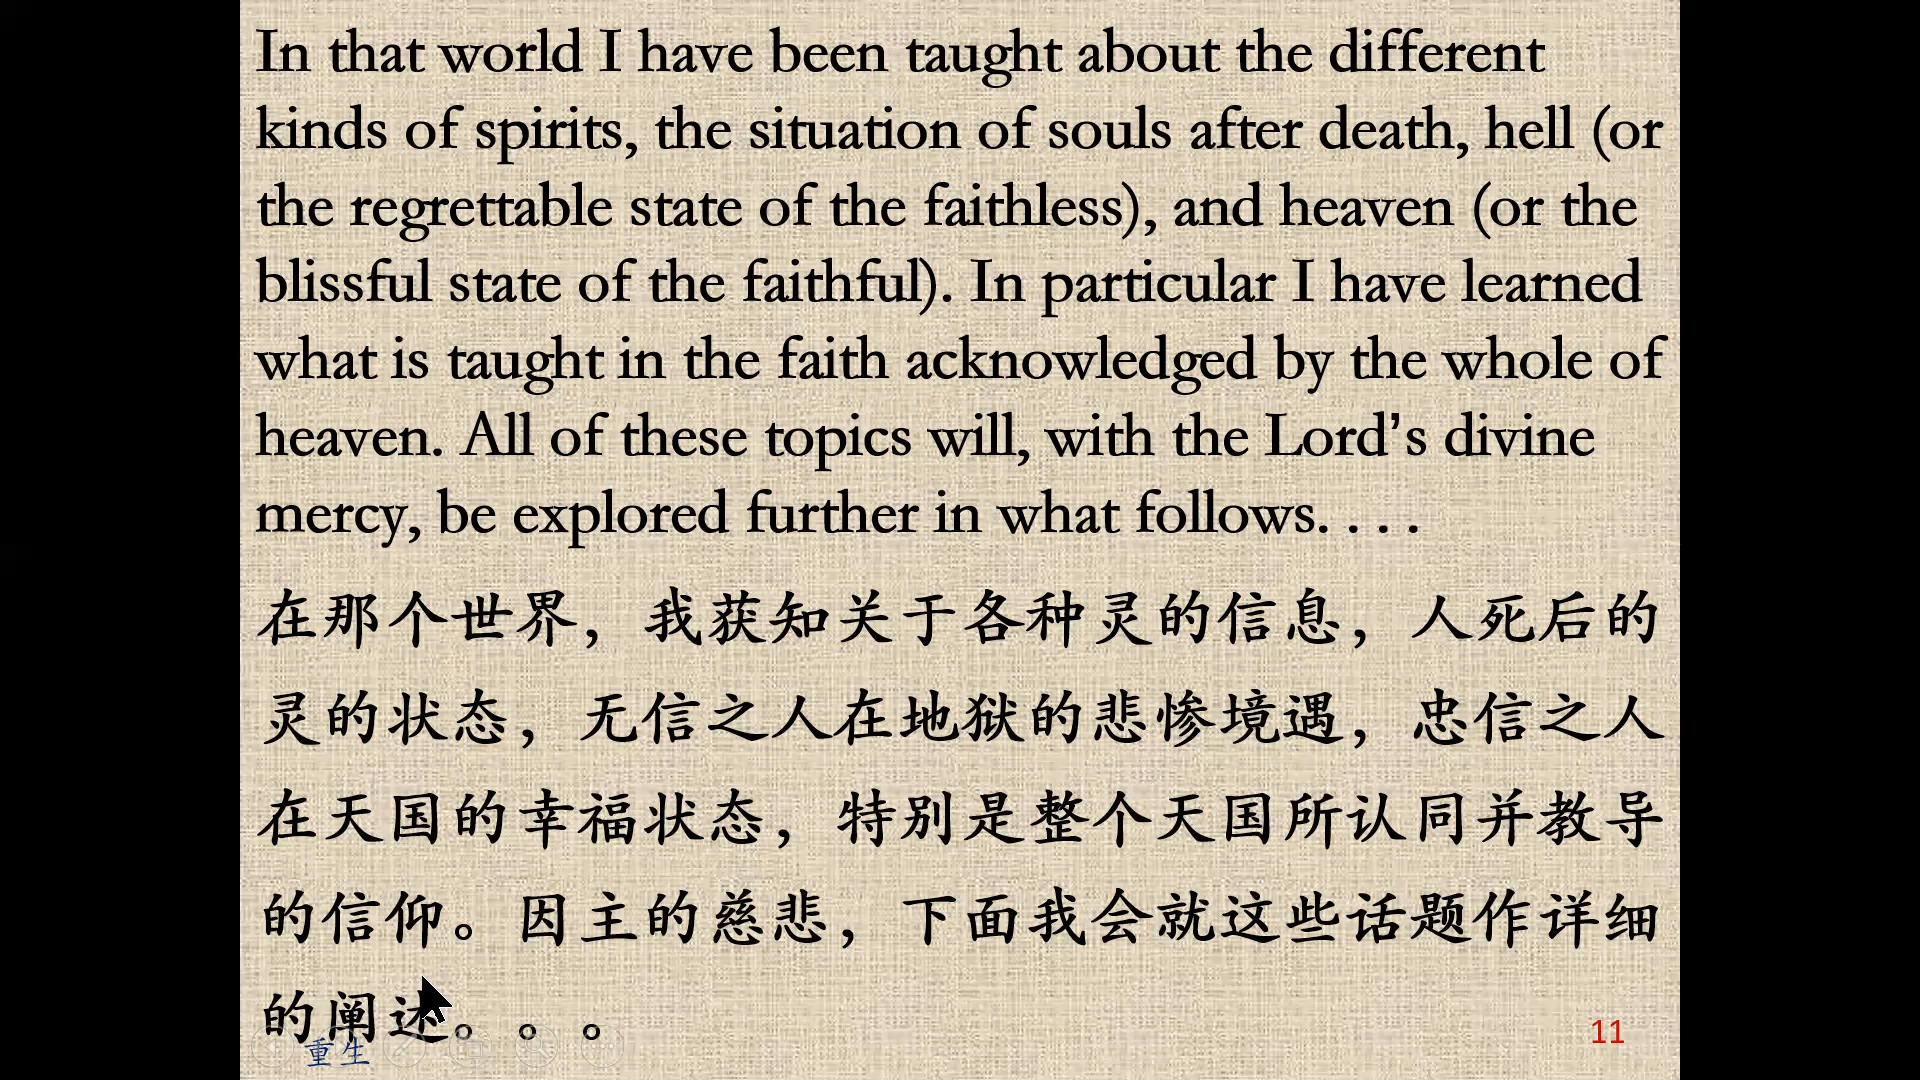 In that world I have been taught about the different
kinds of spirits, the situation of souls after death, hell (or
the regrettable state of the faithless), and heaven (or the
blissful state of the faithful). In particular I have learned
what is taught in the faith acknowledged by the whole of
heaven. All of these topics will, with the Lord’s divine
mercy, be explored further in what follows. . . .
在那个世界，我获知关于各种灵的信息，人死后的
灵的状态，无信之人在地狱的悲惨境遇，忠信之人
在天国的幸福状态，特别是整个天国所认同并教导
的信仰。因主的慈悲，下面我会就这些话题作详细
的阐述。。。
重生
11